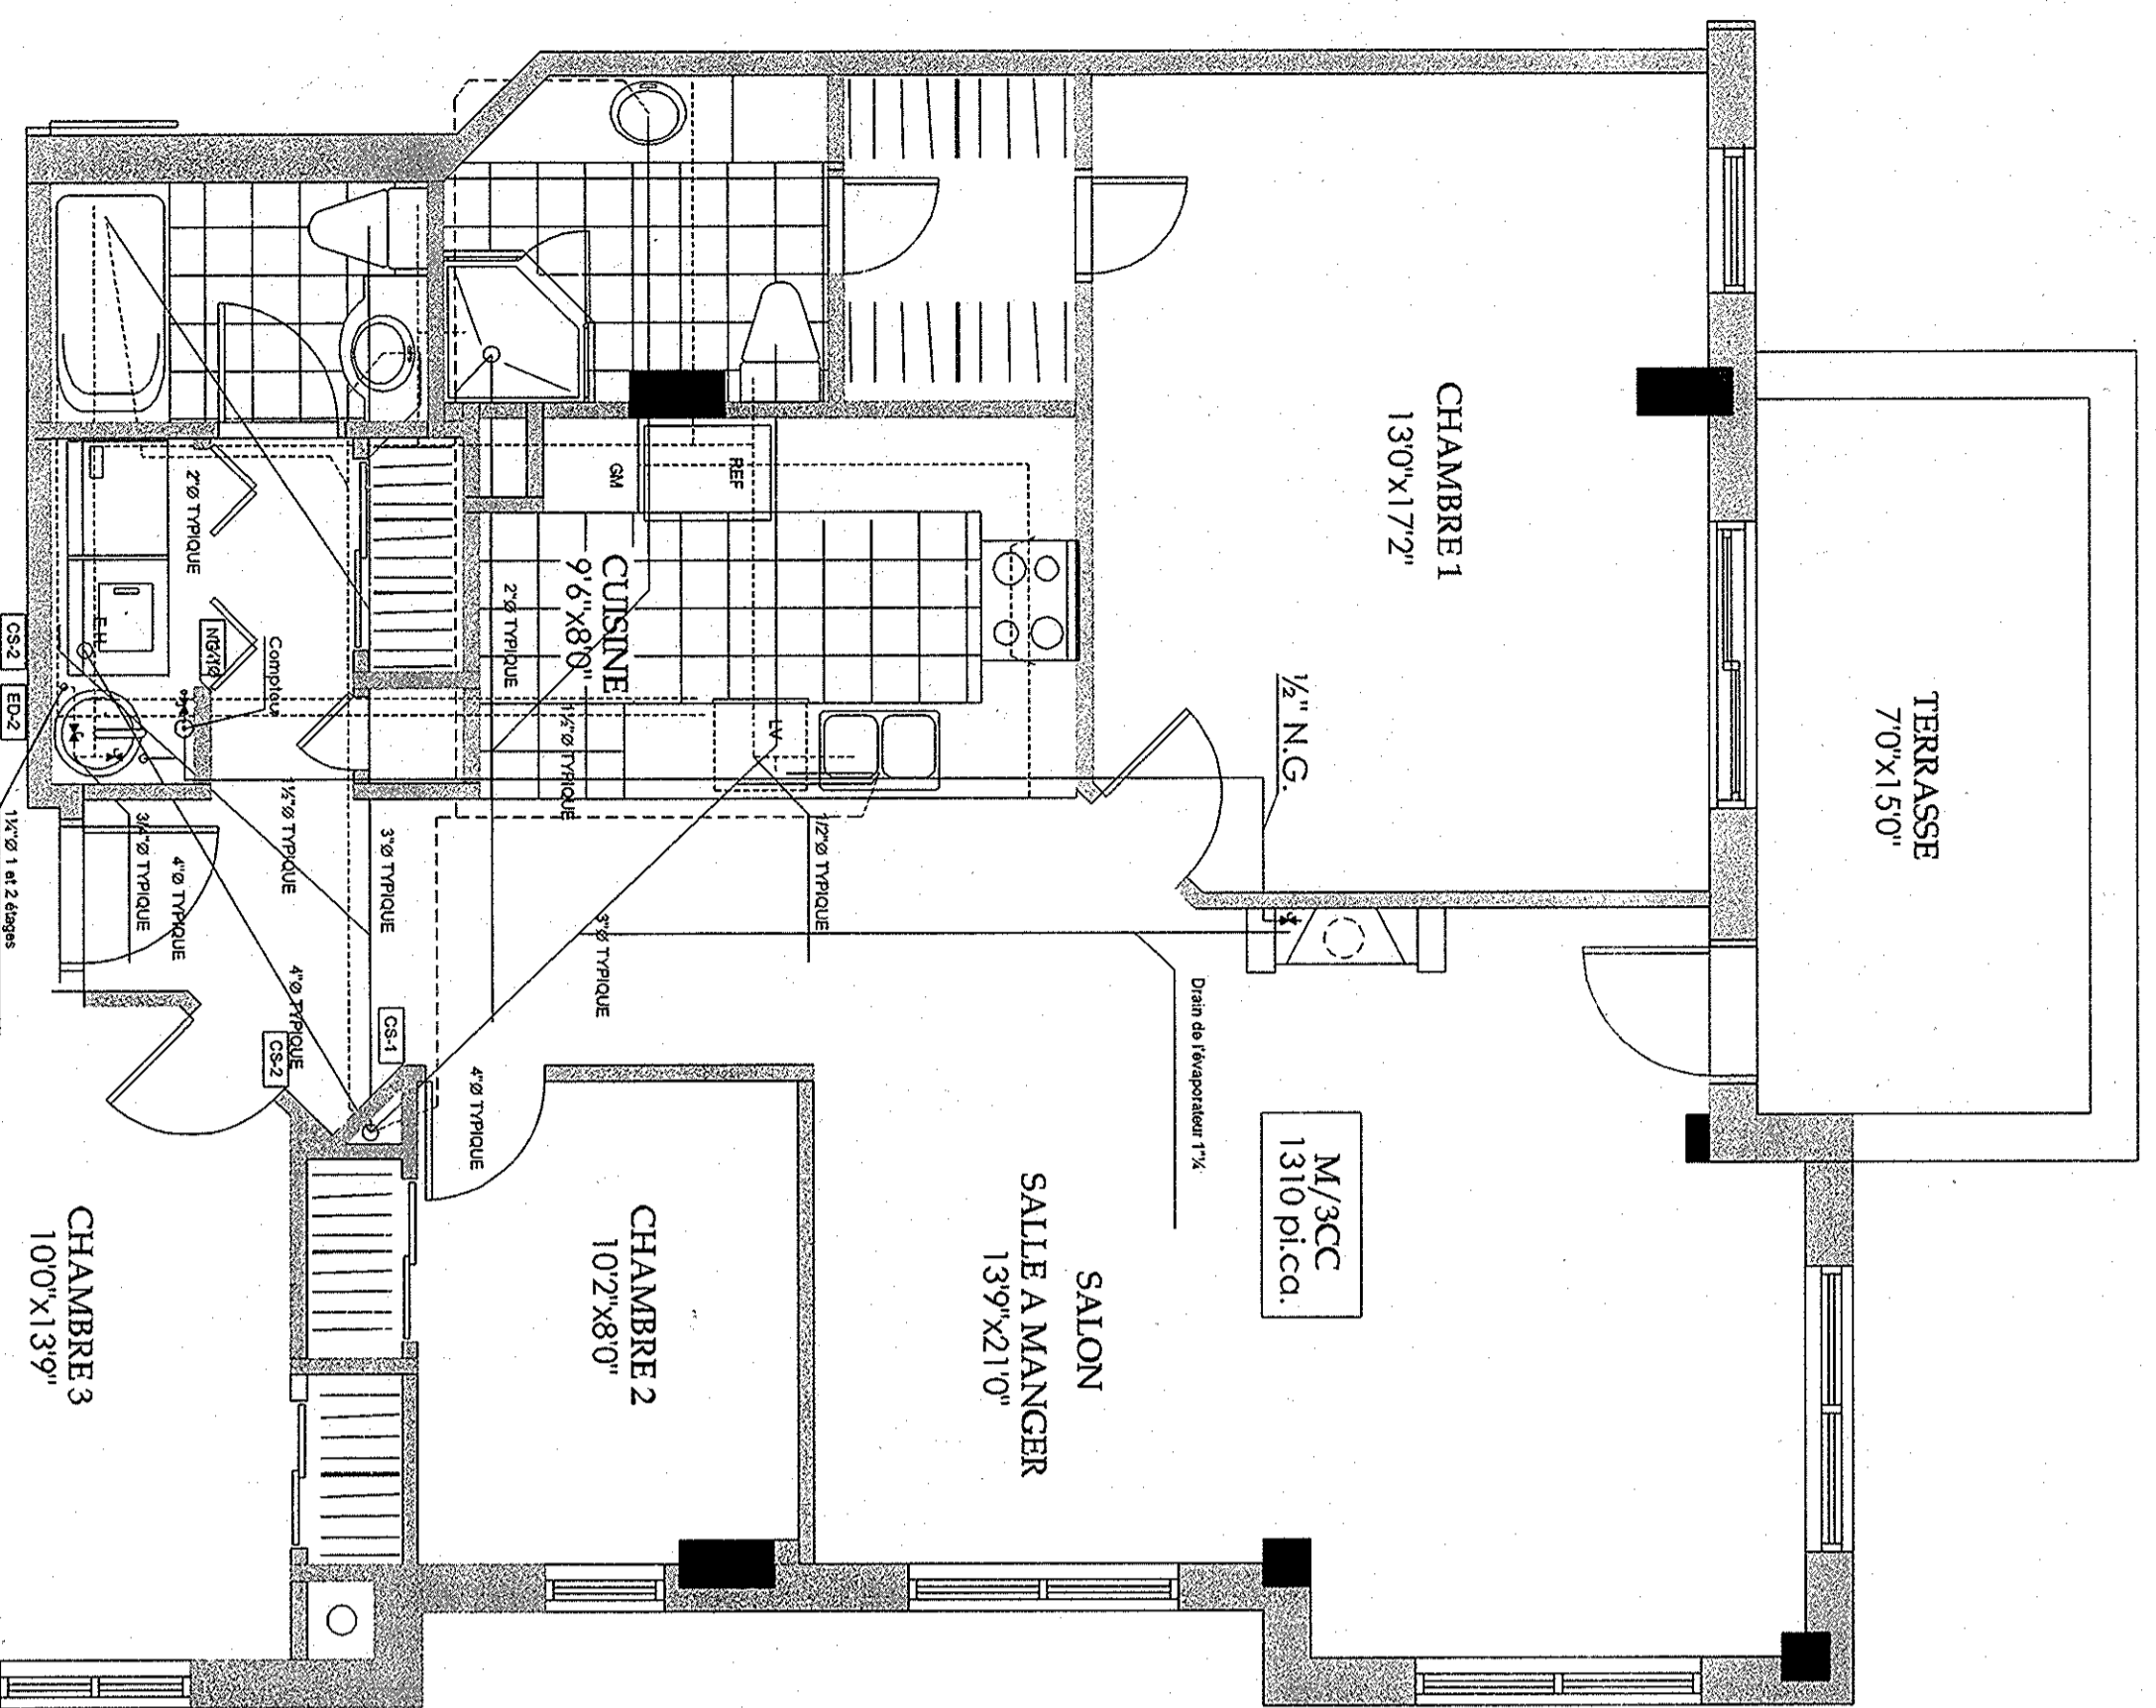 TERRASSE
7'0"x15'0"
CHAMBRE 1
13'0"x17'2"
½" N.G.
M/3CC
1310 pi.ca.
Drain de l'évaporateur 1"¼
SALON
SALLE A MANGER
13'9"x21'0"
REF
GM
LV
CUISINE
9'6"x8'0"
2"Ø TYPIQUE
1½"Ø TYPIQUE
1/2"Ø TYPIQUE
3"Ø TYPIQUE
CHAMBRE 2
10'2"x8'0"
4"Ø TYPIQUE
CS-1
3"Ø TYPIQUE
2"Ø TYPIQUE
Compteur
1½"Ø TYPIQUE
4"Ø TYPIQUE
CS-2
4"Ø TYPIQUE
3/4"Ø TYPIQUE
CHAMBRE 3
10'0"x13'9"
CS-2
ED-2
1¼"Ø 1 et 2 étages